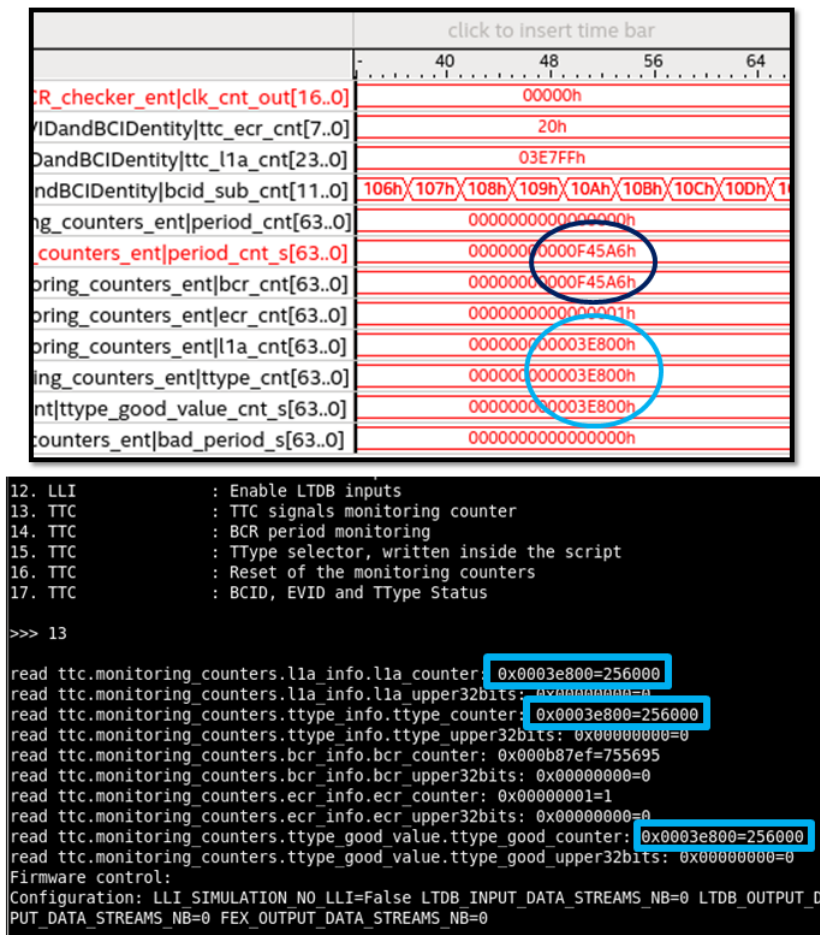 click to insert time bar
40 48 56 64
:R_checker_ent|clk_cnt_out[16..0] 00000h
/IDandBCIDentity|ttc_ecr_cnt[7..0] 20h
DandBCIDentity|ttc_l1a_cnt[23..0] 03E7FFh
ndBCIDentity|bcid_sub_cnt[11..0] 106h 107h 108h 109h 10Ah 10Bh 10Ch 10Dh 1
ng_counters_ent|period_cnt[63..0] 0000000000000000h
_counters_ent|period_cnt_s[63..0] 00000000000F45A6h
oring_counters_ent|bcr_cnt[63..0] 00000000000F45A6h
oring_counters_ent|ecr_cnt[63..0] 0000000000000001h
oring_counters_ent|l1a_cnt[63..0] 000000000003E800h
ing_counters_ent|ttype_cnt[63..0] 000000000003E800h
nt|ttype_good_value_cnt_s[63..0] 000000000003E800h
counters_ent|bad_period_s[63..0] 0000000000000000h
12. LLI : Enable LTDB inputs
13. TTC : TTC signals monitoring counter
14. TTC : BCR period monitoring
15. TTC : TType selector, written inside the script
16. TTC : Reset of the monitoring counters
17. TTC : BCID, EVID and TType Status
>>> 13
read ttc.monitoring_counters.l1a_info.l1a_counter: 0x0003e800=256000
read ttc.monitoring_counters.l1a_info.l1a_upper32bits: 0x00000000=0
read ttc.monitoring_counters.ttype_info.ttype_counter: 0x0003e800=256000
read ttc.monitoring_counters.ttype_info.ttype_upper32bits: 0x00000000=0
read ttc.monitoring_counters.bcr_info.bcr_counter: 0x000b87ef=755695
read ttc.monitoring_counters.bcr_info.bcr_upper32bits: 0x00000000=0
read ttc.monitoring_counters.ecr_info.ecr_counter: 0x00000001=1
read ttc.monitoring_counters.ecr_info.ecr_upper32bits: 0x00000000=0
read ttc.monitoring_counters.ttype_good_value.ttype_good_counter: 0x0003e800=256000
read ttc.monitoring_counters.ttype_good_value.ttype_good_upper32bits: 0x00000000=0
Firmware control:
Configuration: LLI_SIMULATION_NO_LLI=False LTDB_INPUT_DATA_STREAMS_NB=0 LTDB_OUTPUT_D
PUT_DATA_STREAMS_NB=0 FEX_OUTPUT_DATA_STREAMS_NB=0